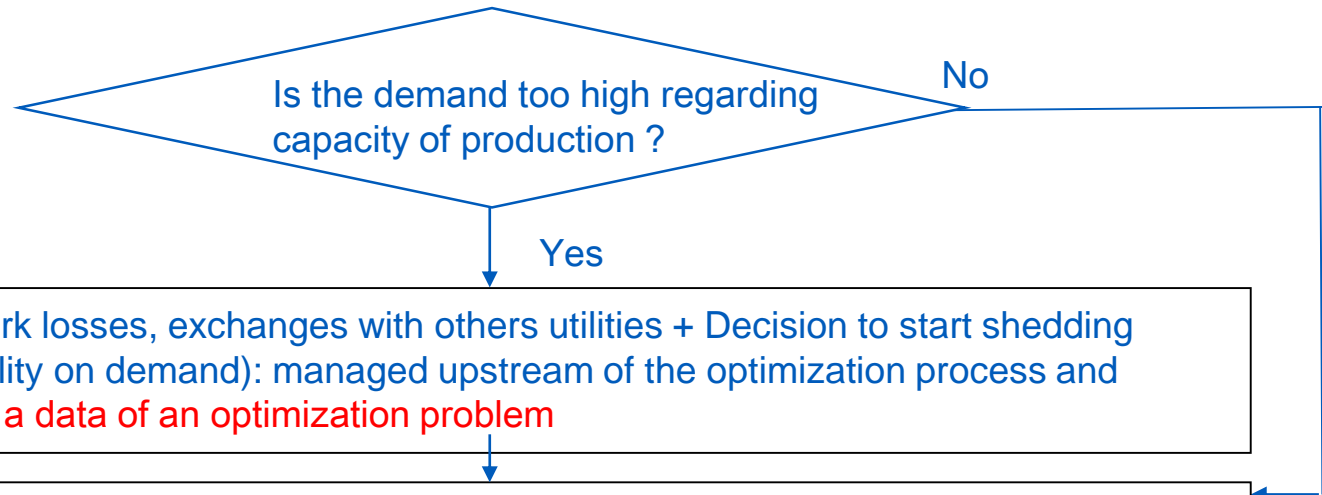 Is the demand too high regarding
capacity of production ?
No
Yes
rk losses, exchanges with others utilities + Decision to start shedding
lity on demand): managed upstream of the optimization process and
a data of an optimization problem